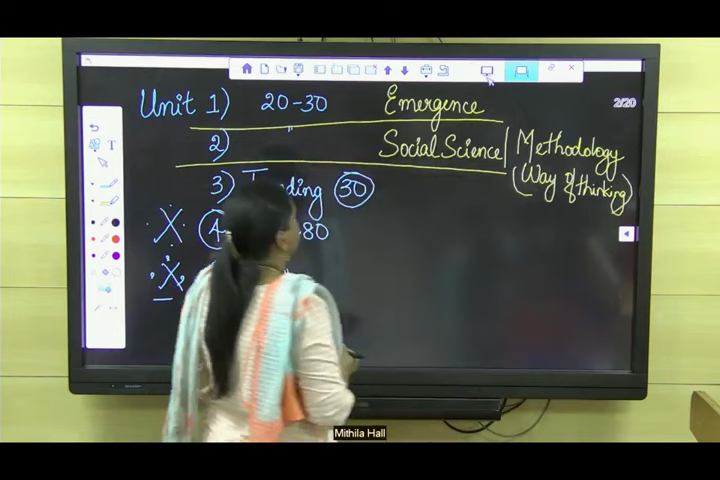 2/20
Unit 1) 20-30 Emergence
2) Social Science | Methodology
(Way of thinking)
3) 30
X 4 80
X
T
Mithila Hall